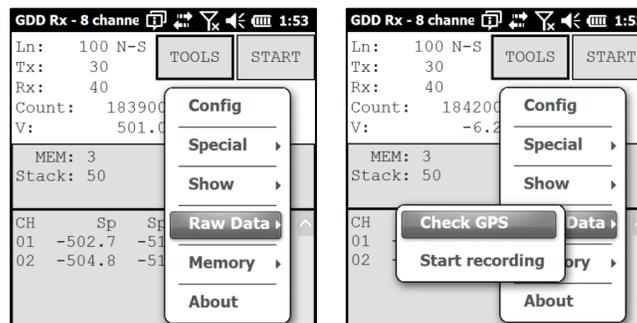 GDD Rx - 8 channe 1:53
Ln: 100 N-S
TOOLS START
Tx: 30
Rx: 40
Count: 183900
V: 501.0
MEM: 3
Stack: 50
CH Sp Sp
01 -502.7 -51
02 -504.8 -51
Config
Special
Show
Raw Data
Memory
About
GDD Rx - 8 channe 1:5
Ln: 100 N-S
TOOLS START
Tx: 30
Rx: 40
Count: 184200
V: -6.2
MEM: 3
Stack: 50
CH
01 -
02 -
Config
Special
Show
Data
ory
About
Check GPS
Start recording